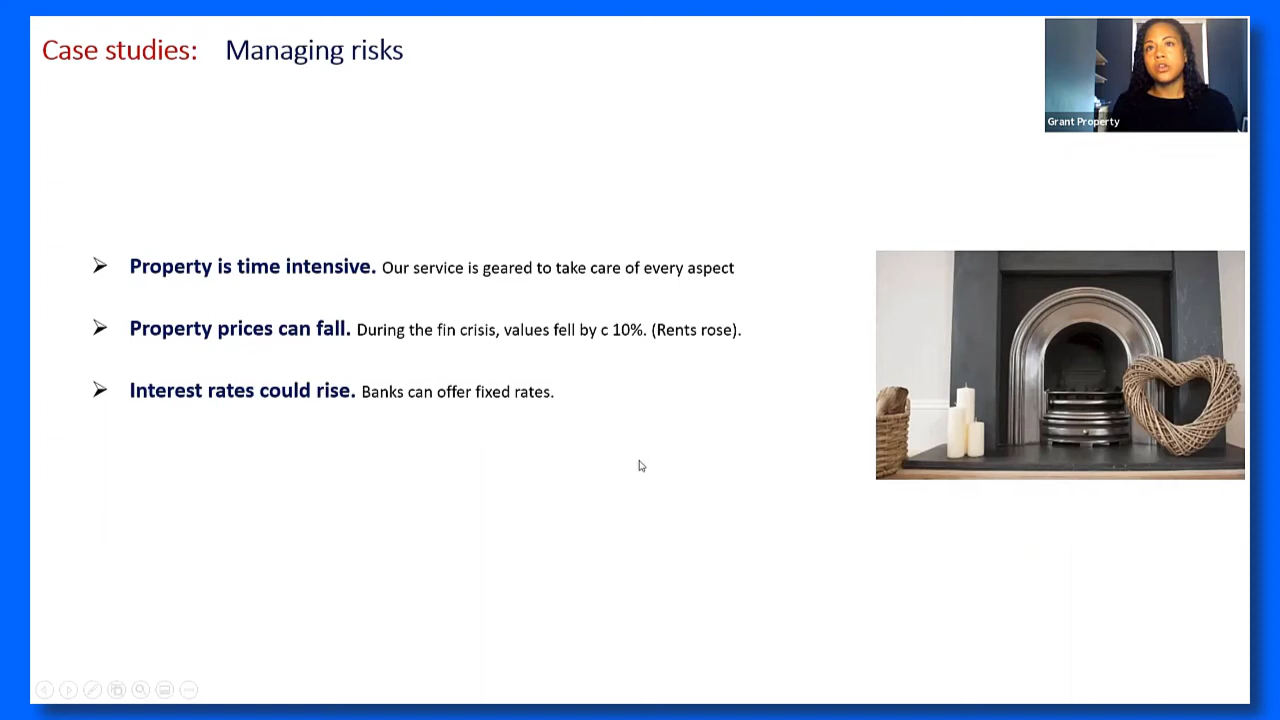 Case studies: Managing risks
Grant Property
➢ Property is time intensive. Our service is geared to take care of every aspect
➢ Property prices can fall. During the fin crisis, values fell by c 10%. (Rents rose).
➢ Interest rates could rise. Banks can offer fixed rates.